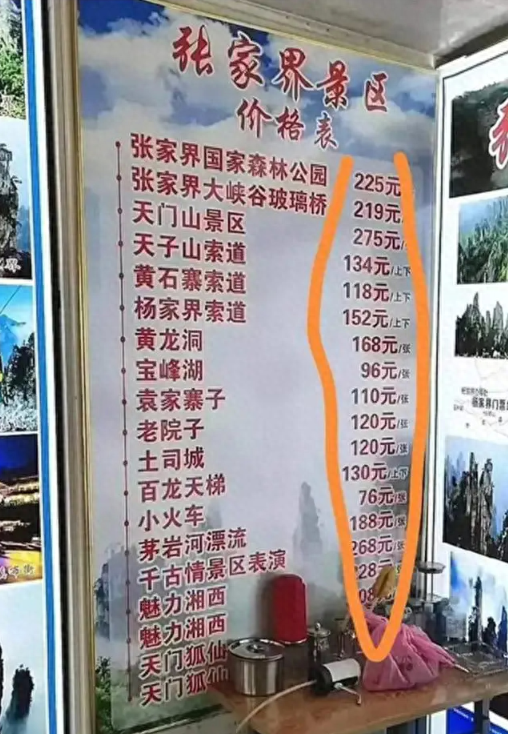 张家界景区
价格表
张家界国家森林公园 225元
张家界大峡谷玻璃桥 219元/
天门山景区 275元/
天子山索道 134元/上下
黄石寨索道 118元/上下
杨家界索道 152元/上下
黄龙洞 168元/张
宝峰湖 96元/张
袁家寨子 110元/张
老院子 120元/张
土司城 120元/张
百龙天梯 130元/上下
小火车 76元/张
茅岩河漂流 188元/张
千古情景区表演 268元/张
魅力湘西 28元/张
魅力湘西
天门狐仙
天门狐仙